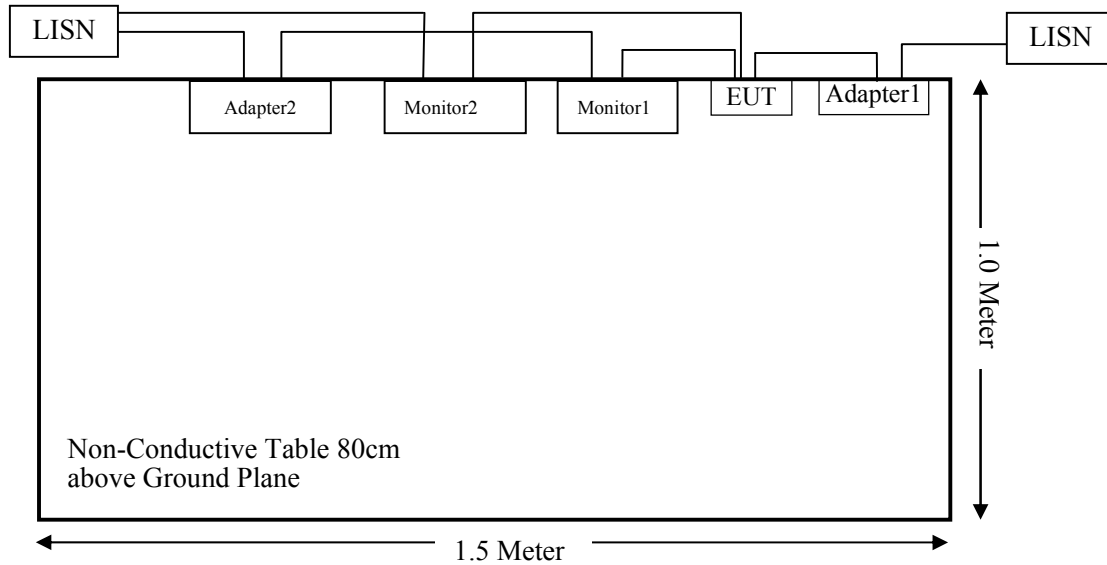 LISN
LISN
Adapter2
Monitor2
Monitor1
EUT
Adapter1
1.0 Meter
Non-Conductive Table 80cm
above Ground Plane
1.5 Meter